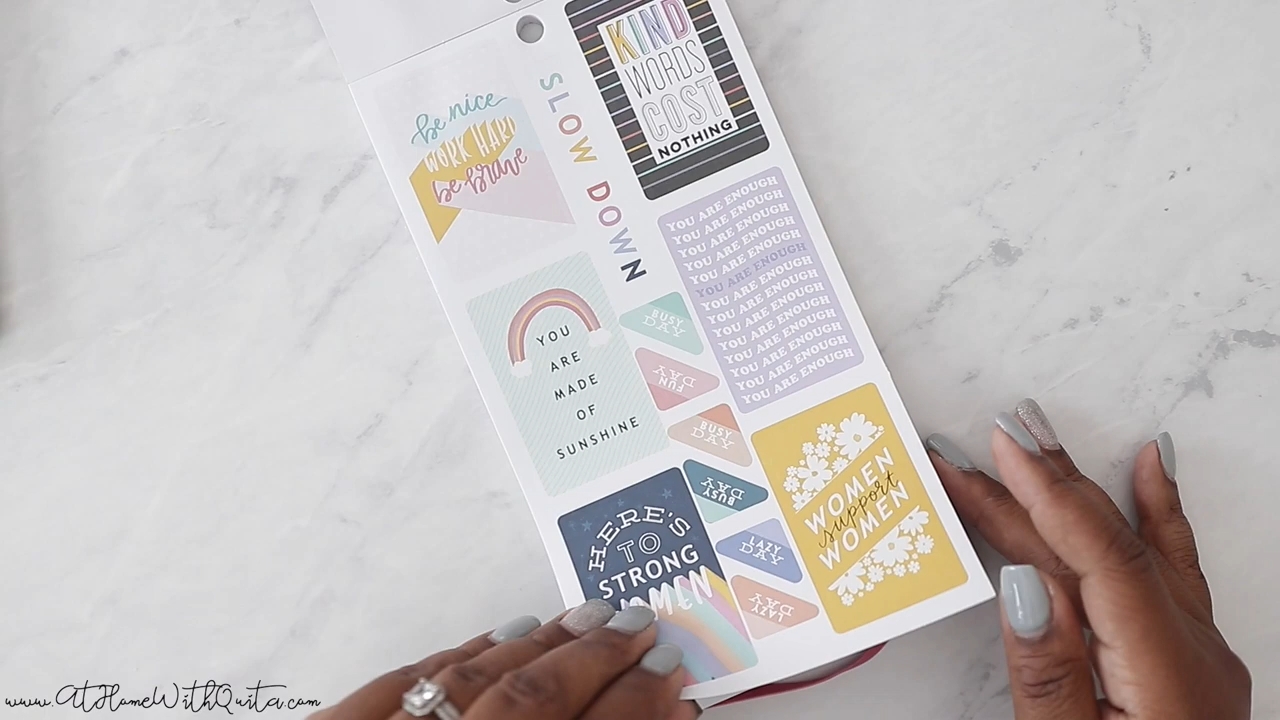 be nice
WORK HARD
be brave
SLOW DOWN
KIND
WORDS
COST
NOTHING
YOU
ARE
MADE
OF
SUNSHINE
YOU ARE ENOUGH
YOU ARE ENOUGH
YOU ARE ENOUGH
YOU ARE ENOUGH
YOU ARE ENOUGH
YOU ARE ENOUGH
YOU ARE ENOUGH
YOU ARE ENOUGH
YOU ARE ENOUGH
YOU ARE ENOUGH
YOU ARE ENOUGH
YOU ARE ENOUGH
YOU ARE ENOUGH
YOU ARE ENOUGH
BUSY
DAY
FUN
DAY
BUSY
DAY
BUSY
DAY
LAZY
DAY
LAZY
DAY
HERE'S
TO
STRONG
WOMEN
WOMEN
support
WOMEN
www.AtHomeWithQuita.com